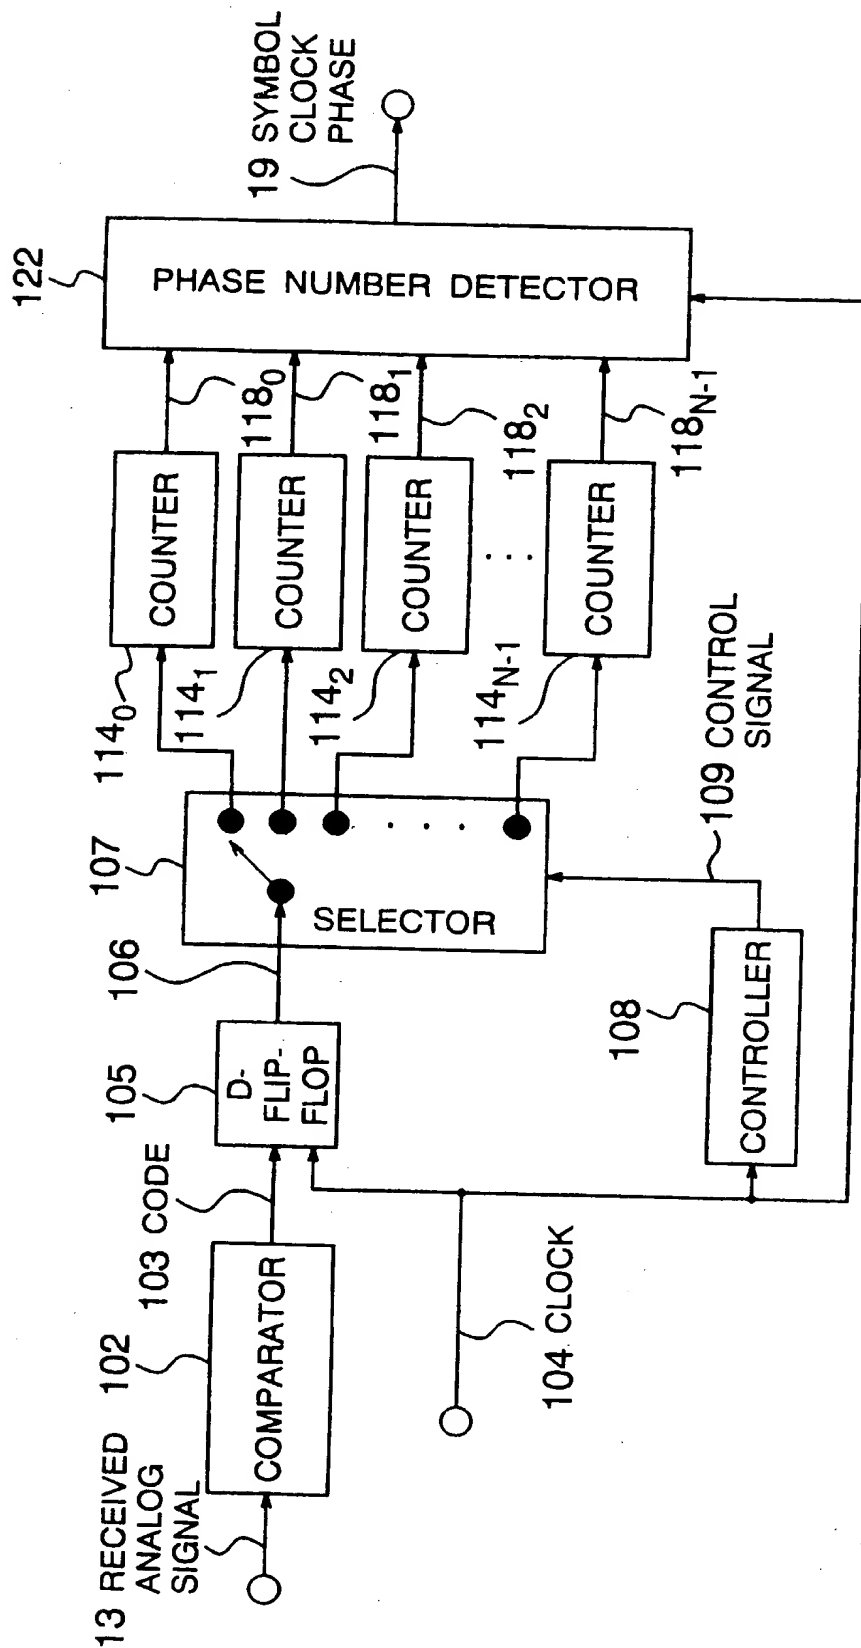 13 RECEIVED
ANALOG
SIGNAL
102
COMPARATOR
103 CODE
104 CLOCK
105
D-
FLIP-
FLOP
106
107
SELECTOR
· · · ·
108
CONTROLLER
109 CONTROL
SIGNAL
114₀
COUNTER
114₁
COUNTER
114₂
COUNTER
. . .
114N-1
COUNTER
118₀
118₁
118₂
118N-1
122
PHASE NUMBER DETECTOR
19 SYMBOL
CLOCK
PHASE